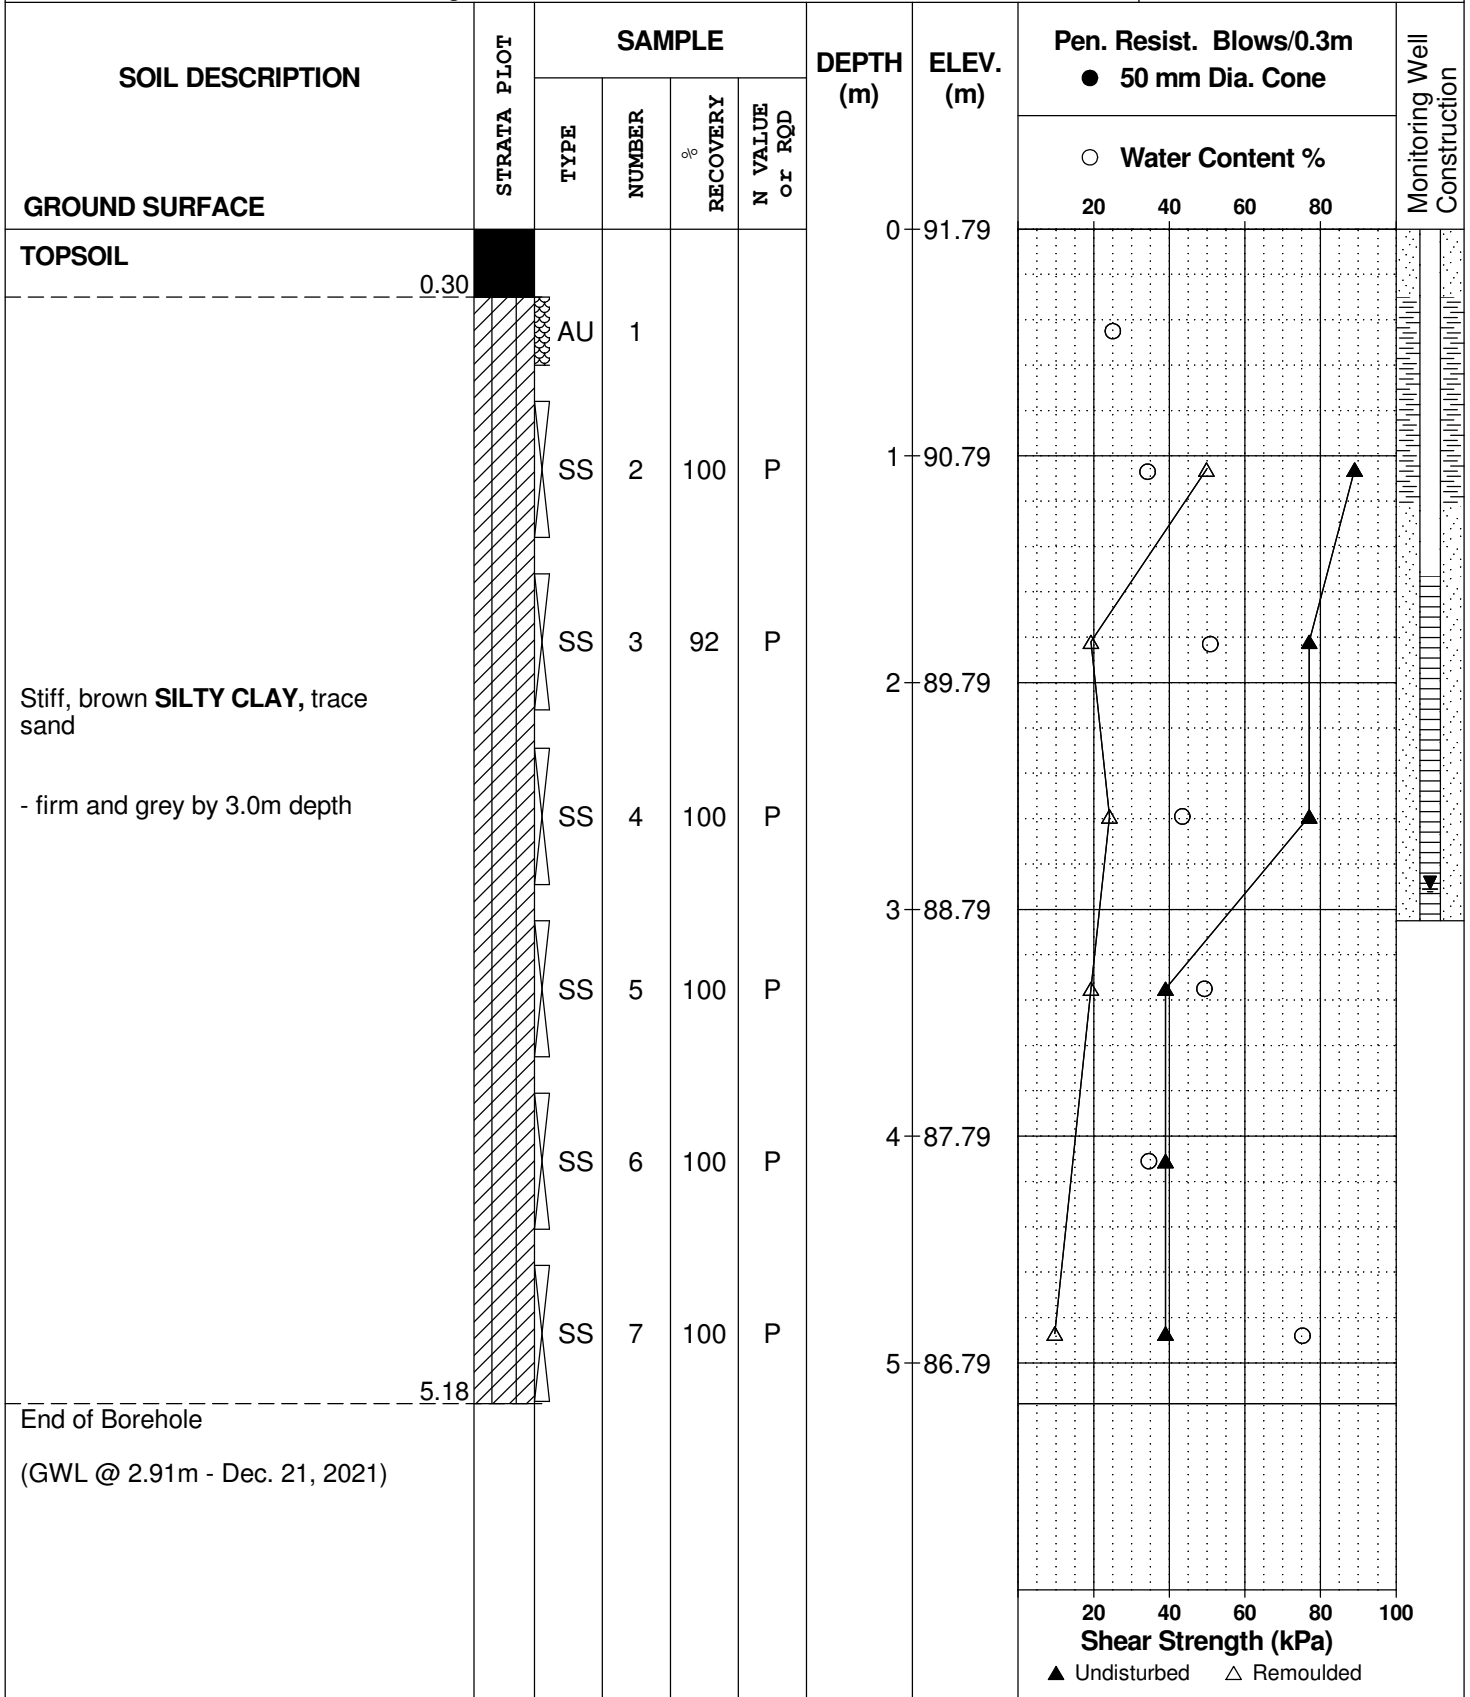 SOIL DESCRIPTION
GROUND SURFACE
STRATA PLOT
SAMPLE
TYPE
NUMBER
% RECOVERY
N VALUE
or RQD
DEPTH
(m)
ELEV.
(m)
Pen. Resist. Blows/0.3m
● 50 mm Dia. Cone
○ Water Content %
20 40 60 80
Monitoring Well
Construction
0 91.79
TOPSOIL
0.30
AU 1
1 90.79
SS 2 100 P
SS 3 92 P
2 89.79
Stiff, brown SILTY CLAY, trace
sand
- firm and grey by 3.0m depth
SS 4 100 P
3 88.79
SS 5 100 P
4 87.79
SS 6 100 P
SS 7 100 P
5 86.79
5.18
End of Borehole
(GWL @ 2.91m - Dec. 21, 2021)
20 40 60 80 100
Shear Strength (kPa)
▲ Undisturbed △ Remoulded